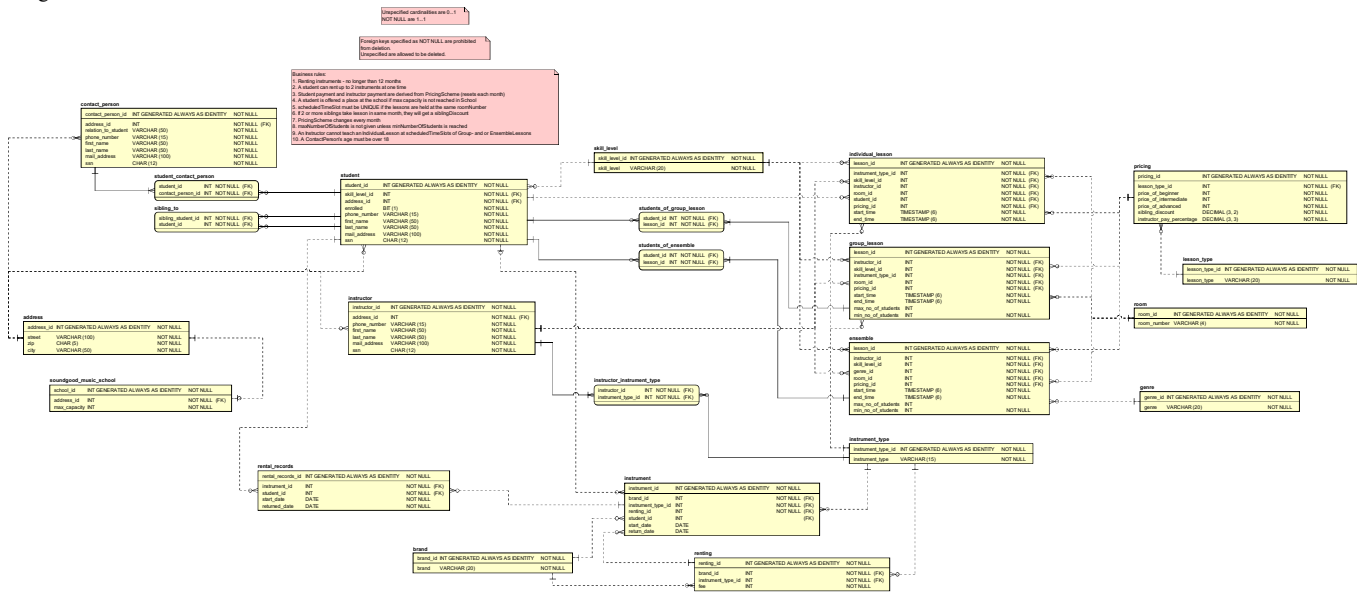 Unspecified cardinalities are 0...1
NOT NULL are 1...1
Foreign keys specified as NOT NULL are prohibited
from deletion.
Unspecified are allowed to be deleted.
Business rules:
1. Renting instruments - no longer than 12 months
2. A student can rent up to 2 instruments at one time
3. Student payment and instructor payment are derived from PricingScheme (resets each month)
4. A student is offered a place at the school if max capacity is not reached in School
5. scheduledTimeSlot must be UNIQUE if the lessons are held at the same roomNumber
6. If 2 or more siblings take lesson in same month, they will get a siblingDiscount
7. PricingScheme changes every month
8. maxNumberOfStudents is not given unless minNumberOfStudents is reached
9. An Instructor cannot teach an IndividualLesson at scheduledTimeSlots of Group- and or EnsembleLessons
10. A ContactPerson's age must be over 18
contact_person
contact_person_id INT GENERATED ALWAYS AS IDENTITY NOT NULL
address_id INT NOT NULL (FK)
relation_to_student VARCHAR (50) NOT NULL
phone_number VARCHAR (15) NOT NULL
first_name VARCHAR (50) NOT NULL
last_name VARCHAR (50) NOT NULL
mail_address VARCHAR (100) NOT NULL
ssn CHAR (12) NOT NULL
student_contact_person
student_id INT NOT NULL (FK)
contact_person_id INT NOT NULL (FK)
sibling_to
sibling_student_id INT NOT NULL (FK)
student_id INT NOT NULL (FK)
student
student_id INT GENERATED ALWAYS AS IDENTITY NOT NULL
skill_level_id INT NOT NULL (FK)
address_id INT NOT NULL (FK)
enrolled BIT (1) NOT NULL
phone_number VARCHAR (15) NOT NULL
first_name VARCHAR (50) NOT NULL
last_name VARCHAR (50) NOT NULL
mail_address VARCHAR (100) NOT NULL
ssn CHAR (12) NOT NULL
skill_level
skill_level_id INT GENERATED ALWAYS AS IDENTITY NOT NULL
skill_level VARCHAR (20) NOT NULL
students_of_group_lesson
student_id INT NOT NULL (FK)
lesson_id INT NOT NULL (FK)
students_of_ensemble
student_id INT NOT NULL (FK)
lesson_id INT NOT NULL (FK)
individual_lesson
lesson_id INT GENERATED ALWAYS AS IDENTITY NOT NULL
instrument_type_id INT NOT NULL (FK)
skill_level_id INT NOT NULL (FK)
instructor_id INT NOT NULL (FK)
room_id INT NOT NULL (FK)
student_id INT NOT NULL (FK)
pricing_id INT NOT NULL (FK)
start_time TIMESTAMP (6) NOT NULL
end_time TIMESTAMP (6) NOT NULL
pricing
pricing_id INT GENERATED ALWAYS AS IDENTITY NOT NULL
lesson_type_id INT NOT NULL (FK)
price_of_beginner INT NOT NULL
price_of_intermediate INT NOT NULL
price_of_advanced INT NOT NULL
sibling_discount DECIMAL (3, 2) NOT NULL
instructor_pay_percentage DECIMAL (3, 3) NOT NULL
group_lesson
lesson_id INT GENERATED ALWAYS AS IDENTITY NOT NULL
instructor_id INT NOT NULL (FK)
skill_level_id INT NOT NULL (FK)
instrument_type_id INT NOT NULL (FK)
room_id INT NOT NULL (FK)
pricing_id INT NOT NULL (FK)
start_time TIMESTAMP (6) NOT NULL
end_time TIMESTAMP (6) NOT NULL
max_no_of_students INT NOT NULL
min_no_of_students INT NOT NULL
lesson_type
lesson_type_id INT GENERATED ALWAYS AS IDENTITY NOT NULL
lesson_type VARCHAR (20) NOT NULL
room
room_id INT GENERATED ALWAYS AS IDENTITY NOT NULL
room_number VARCHAR (4) NOT NULL
instructor
instructor_id INT GENERATED ALWAYS AS IDENTITY NOT NULL
address_id INT NOT NULL (FK)
phone_number VARCHAR (15) NOT NULL
first_name VARCHAR (50) NOT NULL
last_name VARCHAR (50) NOT NULL
mail_address VARCHAR (100) NOT NULL
ssn CHAR (12) NOT NULL
address
address_id INT GENERATED ALWAYS AS IDENTITY NOT NULL
street VARCHAR (100) NOT NULL
zip CHAR (5) NOT NULL
city VARCHAR (50) NOT NULL
ensemble
lesson_id INT GENERATED ALWAYS AS IDENTITY NOT NULL
instructor_id INT NOT NULL (FK)
skill_level_id INT NOT NULL (FK)
genre_id INT NOT NULL (FK)
room_id INT NOT NULL (FK)
pricing_id INT NOT NULL (FK)
start_time TIMESTAMP (6) NOT NULL
end_time TIMESTAMP (6) NOT NULL
max_no_of_students INT
min_no_of_students INT NOT NULL
soundgood_music_school
school_id INT GENERATED ALWAYS AS IDENTITY NOT NULL
address_id INT NOT NULL (FK)
max_capacity INT NOT NULL
instructor_instrument_type
instructor_id INT NOT NULL (FK)
instrument_type_id INT NOT NULL (FK)
genre
genre_id INT GENERATED ALWAYS AS IDENTITY NOT NULL
genre VARCHAR (20) NOT NULL
instrument_type
instrument_type_id INT GENERATED ALWAYS AS IDENTITY NOT NULL
instrument_type VARCHAR (15) NOT NULL
rental_records
rental_records_id INT GENERATED ALWAYS AS IDENTITY NOT NULL
instrument_id INT NOT NULL (FK)
student_id INT NOT NULL (FK)
start_date DATE NOT NULL
returned_date DATE NOT NULL
instrument
instrument_id INT GENERATED ALWAYS AS IDENTITY NOT NULL
brand_id INT NOT NULL (FK)
instrument_type_id INT NOT NULL (FK)
renting_id INT NOT NULL (FK)
student_id INT (FK)
start_date DATE
return_date DATE
brand
brand_id INT GENERATED ALWAYS AS IDENTITY NOT NULL
brand VARCHAR (20) NOT NULL
renting
renting_id INT GENERATED ALWAYS AS IDENTITY NOT NULL
brand_id INT NOT NULL (FK)
instrument_type_id INT NOT NULL (FK)
fee INT NOT NULL